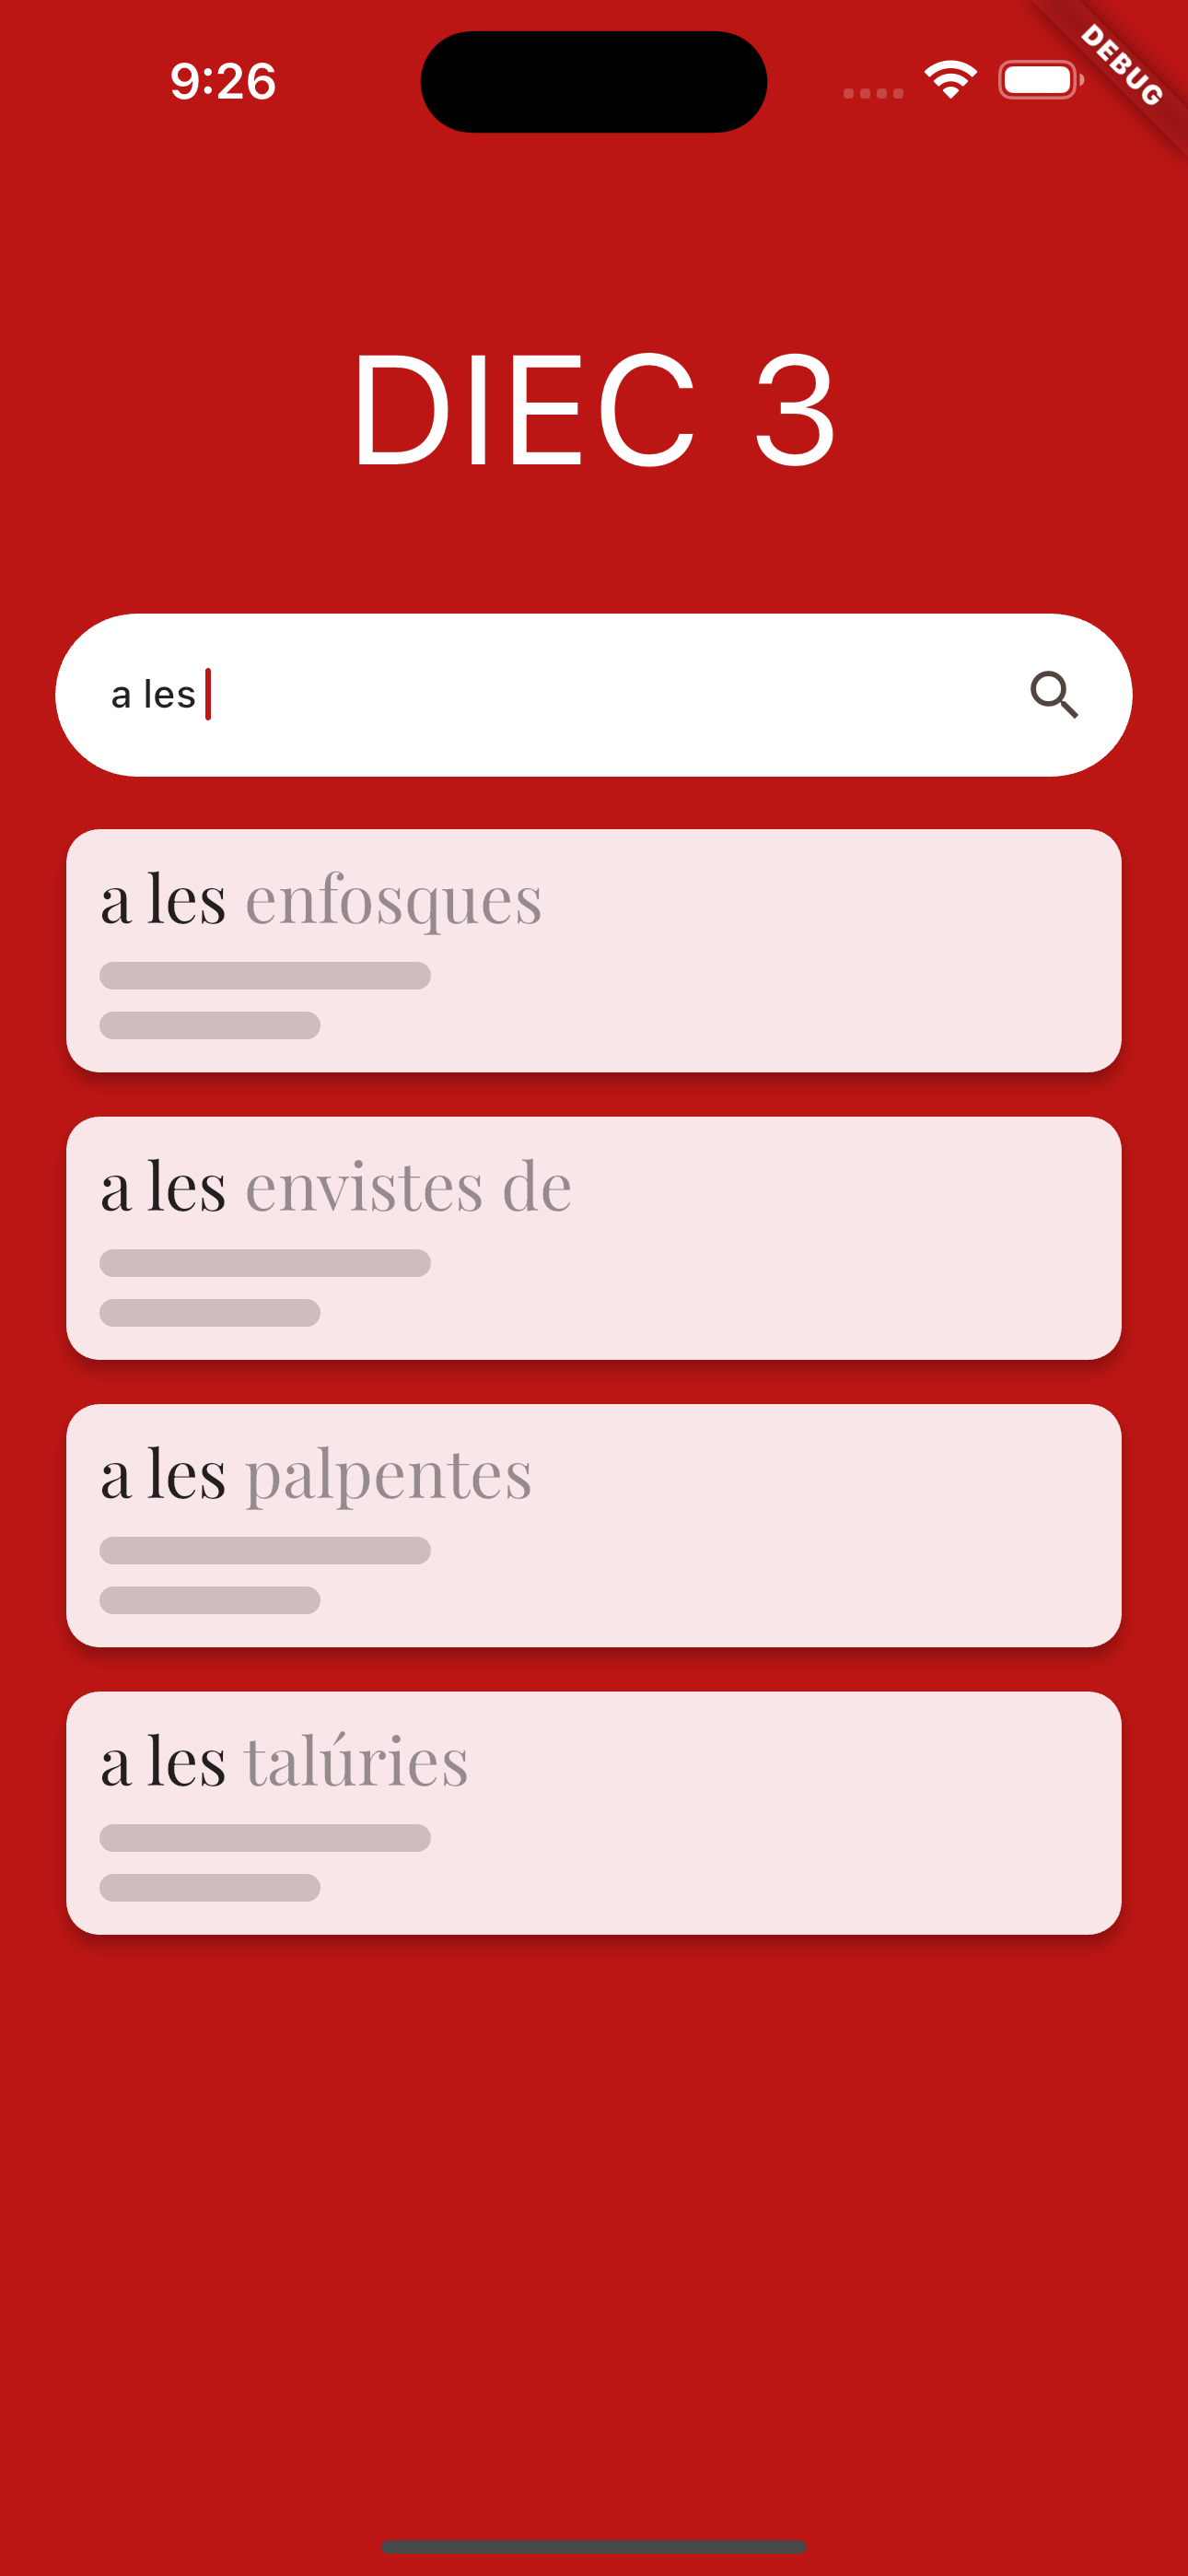 9:26
DEBUG
DIEC 3
a les
a les enfosques
a les envistes de
a les palpentes
a les talúries